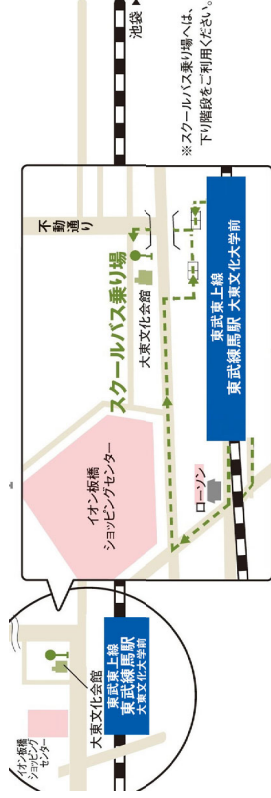 イオン板橋
ショッピング
センター
大東文化会館
東武東上線
東武練馬駅
大東文化大学前
イオン板橋
ショッピングセンター
スクールバス乗り場
大東文化会館
不動通り
ローソン
東武東上線
東武練馬駅 大東文化大学前
池袋▶
※スクールバス乗り場へは、
下り階段をご利用ください。